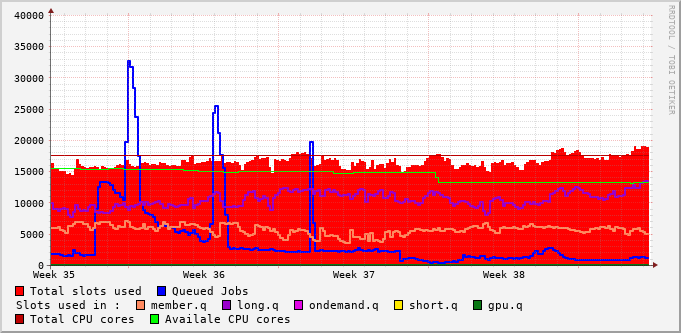 40000
35000
30000
25000
20000
15000
10000
5000
0
Week 35 Week 36 Week 37 Week 38
RRDTOOL / TOBI OETIKER
Total slots used Queued Jobs
Slots used in : member.q long.q ondemand.q short.q gpu.q
Total CPU cores Availale CPU cores